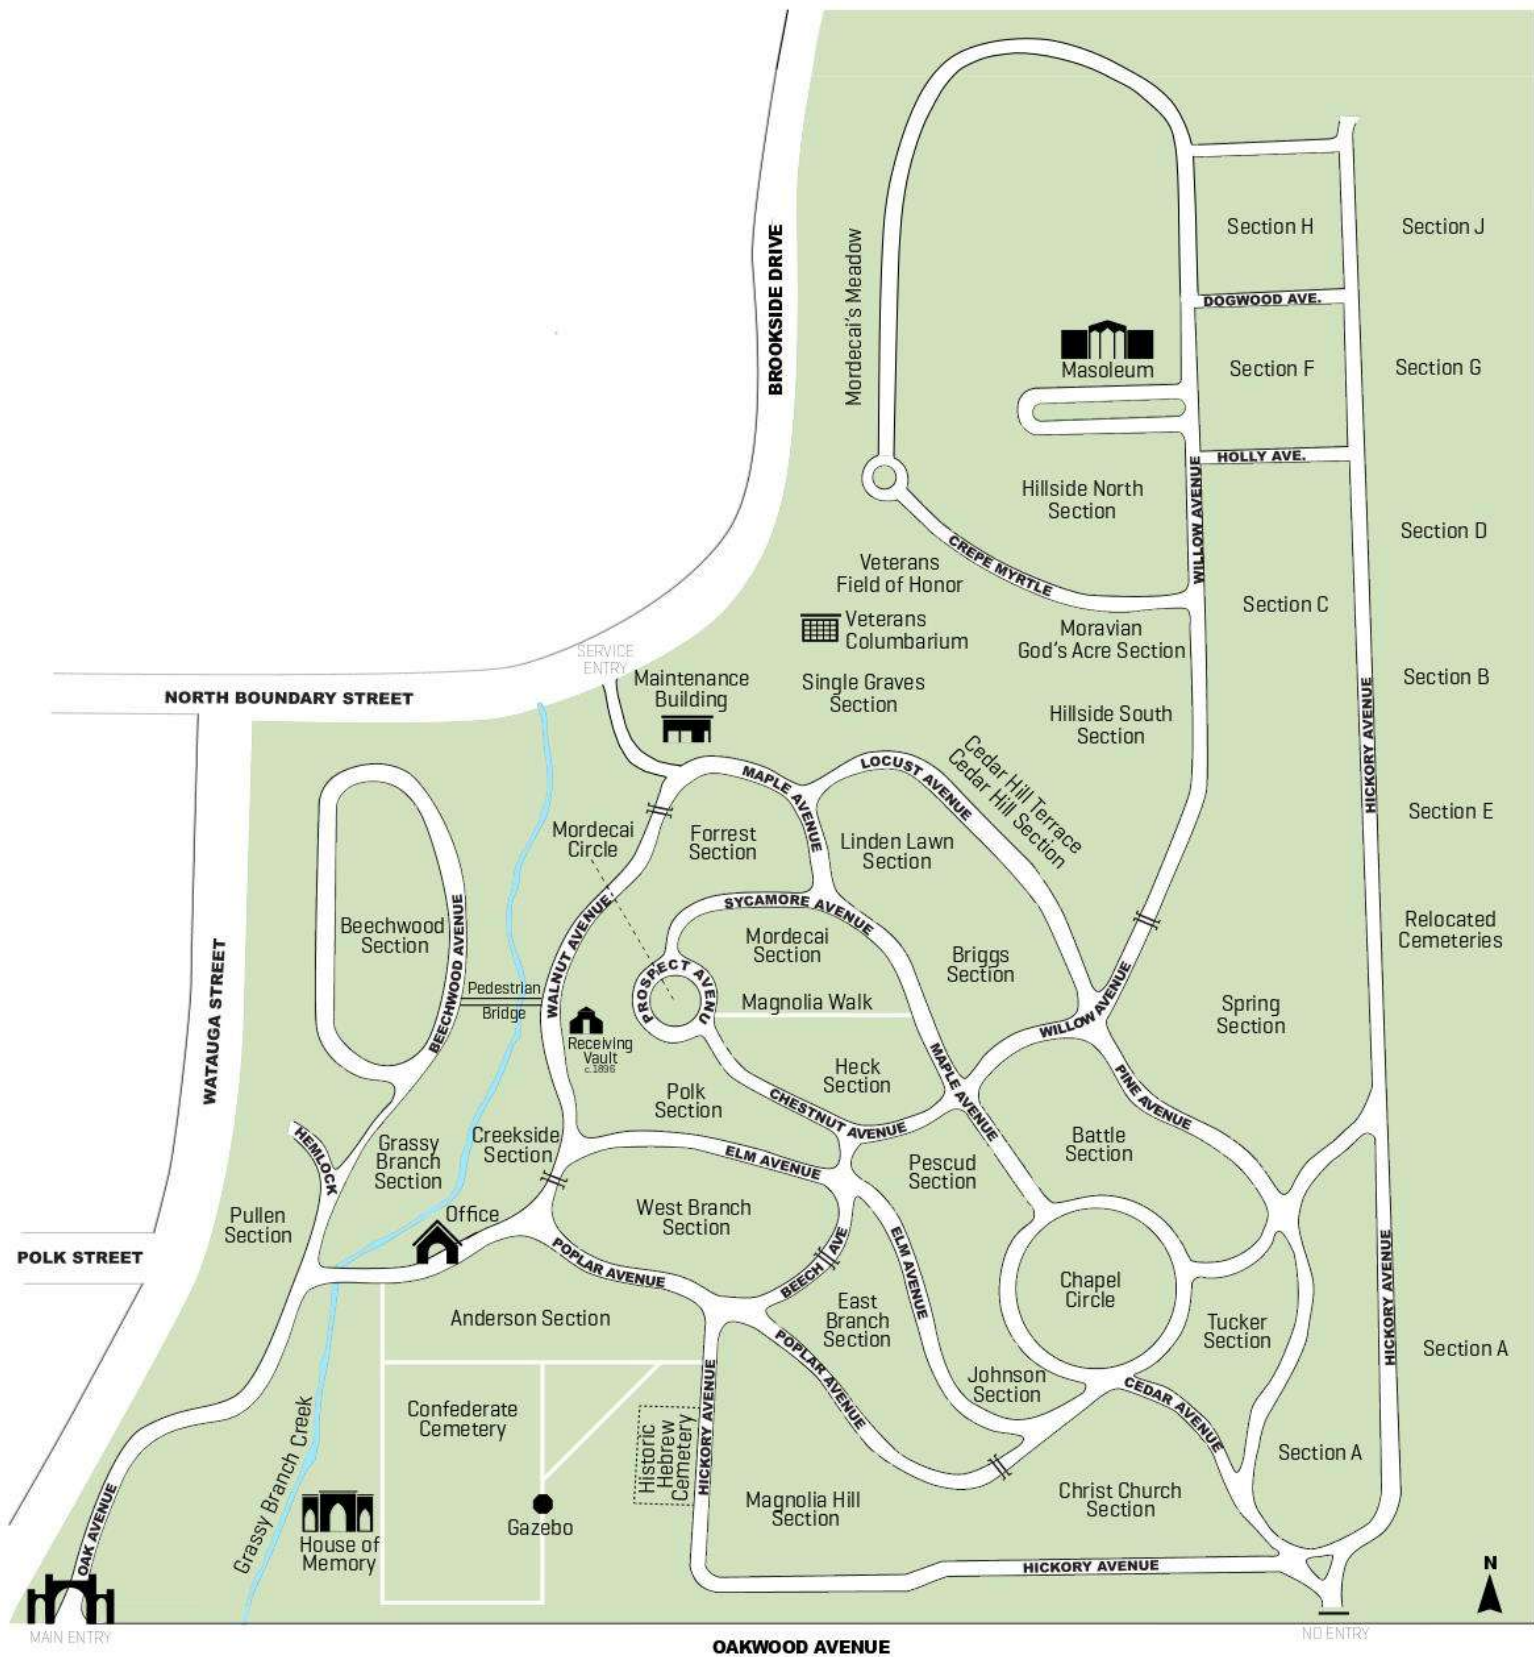 Section H
Section J
BROOKSIDE DRIVE
Mordecai's Meadow
DOGWOOD AVE.
Masoleum
Section F
Section G
HOLLY AVE.
WILLOW AVENUE
Hillside North
Section
Section D
CREPE MYRTLE
Veterans
Field of Honor
Section C
Veterans
Columbarium
Moravian
God's Acre Section
SERVICE
ENTRY
Maintenance
Building
Single Graves
Section
Section B
NORTH BOUNDARY STREET
HICKORY AVENUE
Hillside South
Section
Cedar Hill Terrace
Cedar Hill Section
MAPLE AVENUE
LOCUST AVENUE
Section E
Mordecai
Circle
Forrest
Section
Linden Lawn
Section
SYCAMORE AVENUE
Beechwood
Section
BEECHWOOD AVENUE
WALNUT AVENUE
Mordecai
Section
Briggs
Section
Relocated
Cemeteries
WATAUGA STREET
PROSPECT AVENU
Pedestrian
Bridge
Magnolia Walk
WILLOW AVENUE
Spring
Section
Receiving
Vault
c.1896
Heck
Section
MAPLE AVENUE
Polk
Section
CHESTNUT AVENUE
PINE AVENUE
HEMLOCK
Grassy
Branch
Section
Creekside
Section
ELM AVENUE
Pescud
Section
Battle
Section
Pullen
Section
Office
West Branch
Section
POLK STREET
POPLAR AVENUE
BEECH AVE
ELM AVENUE
HICKORY AVENUE
Chapel
Circle
Anderson Section
East
Branch
Section
Tucker
Section
Section A
POPLAR AVENUE
Johnson
Section
CEDAR AVENUE
Confederate
Cemetery
Historic
Hebrew
Cemetery
HICKORY AVENUE
Section A
Grassy Branch Creek
OAK AVENUE
Magnolia Hill
Section
Christ Church
Section
Gazebo
House of
Memory
HICKORY AVENUE
N
MAIN ENTRY
OAKWOOD AVENUE
NO ENTRY